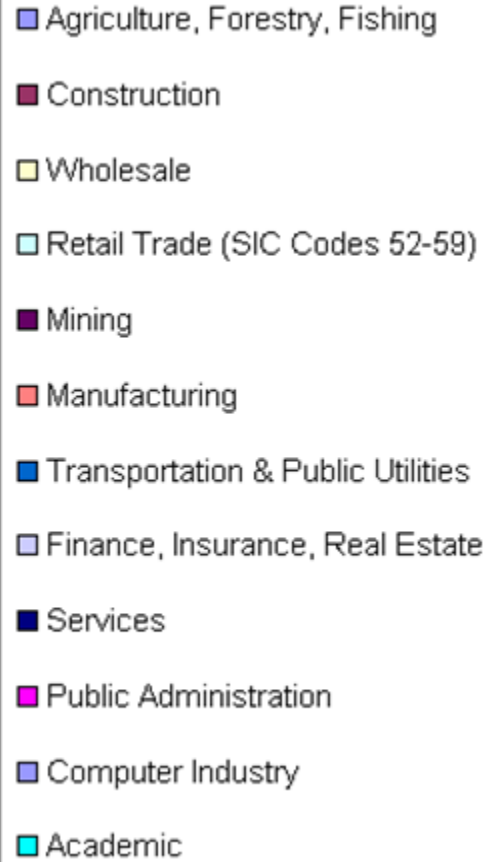 Agriculture, Forestry, Fishing
Construction
Wholesale
Retail Trade (SIC Codes 52-59)
Mining
Manufacturing
Transportation & Public Utilities
Finance, Insurance, Real Estate
Services
Public Administration
Computer Industry
Academic